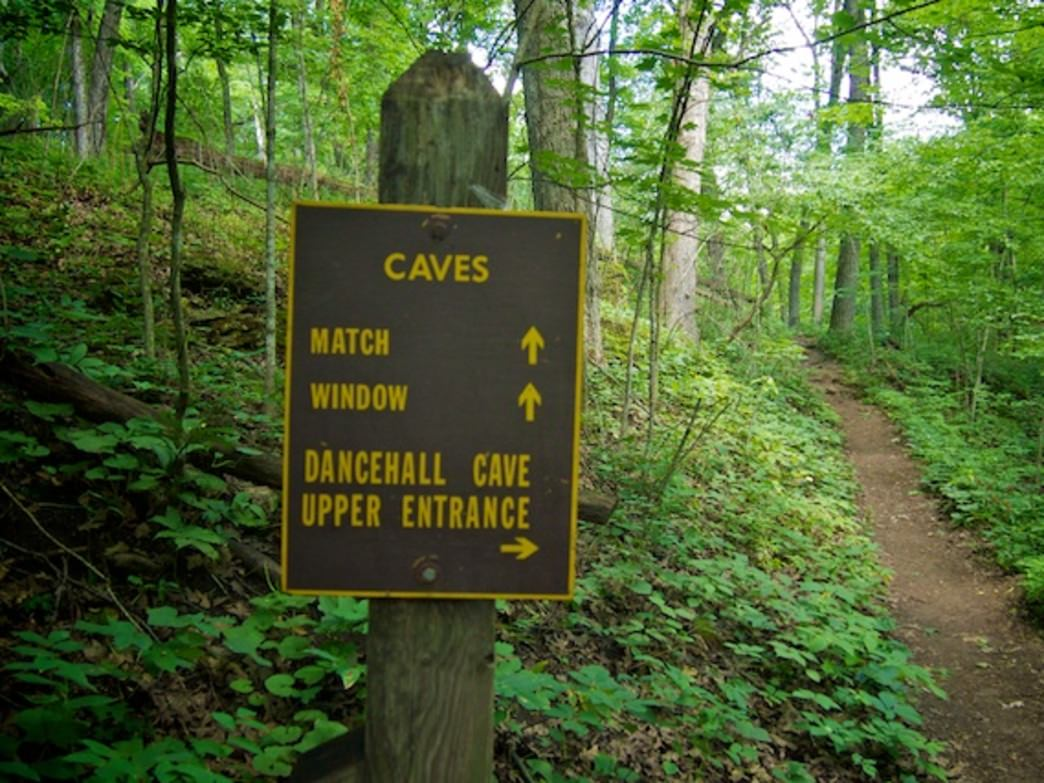 CAVES
MATCH ↑
WINDOW ↑
DANCEHALL CAVE
UPPER ENTRANCE
→